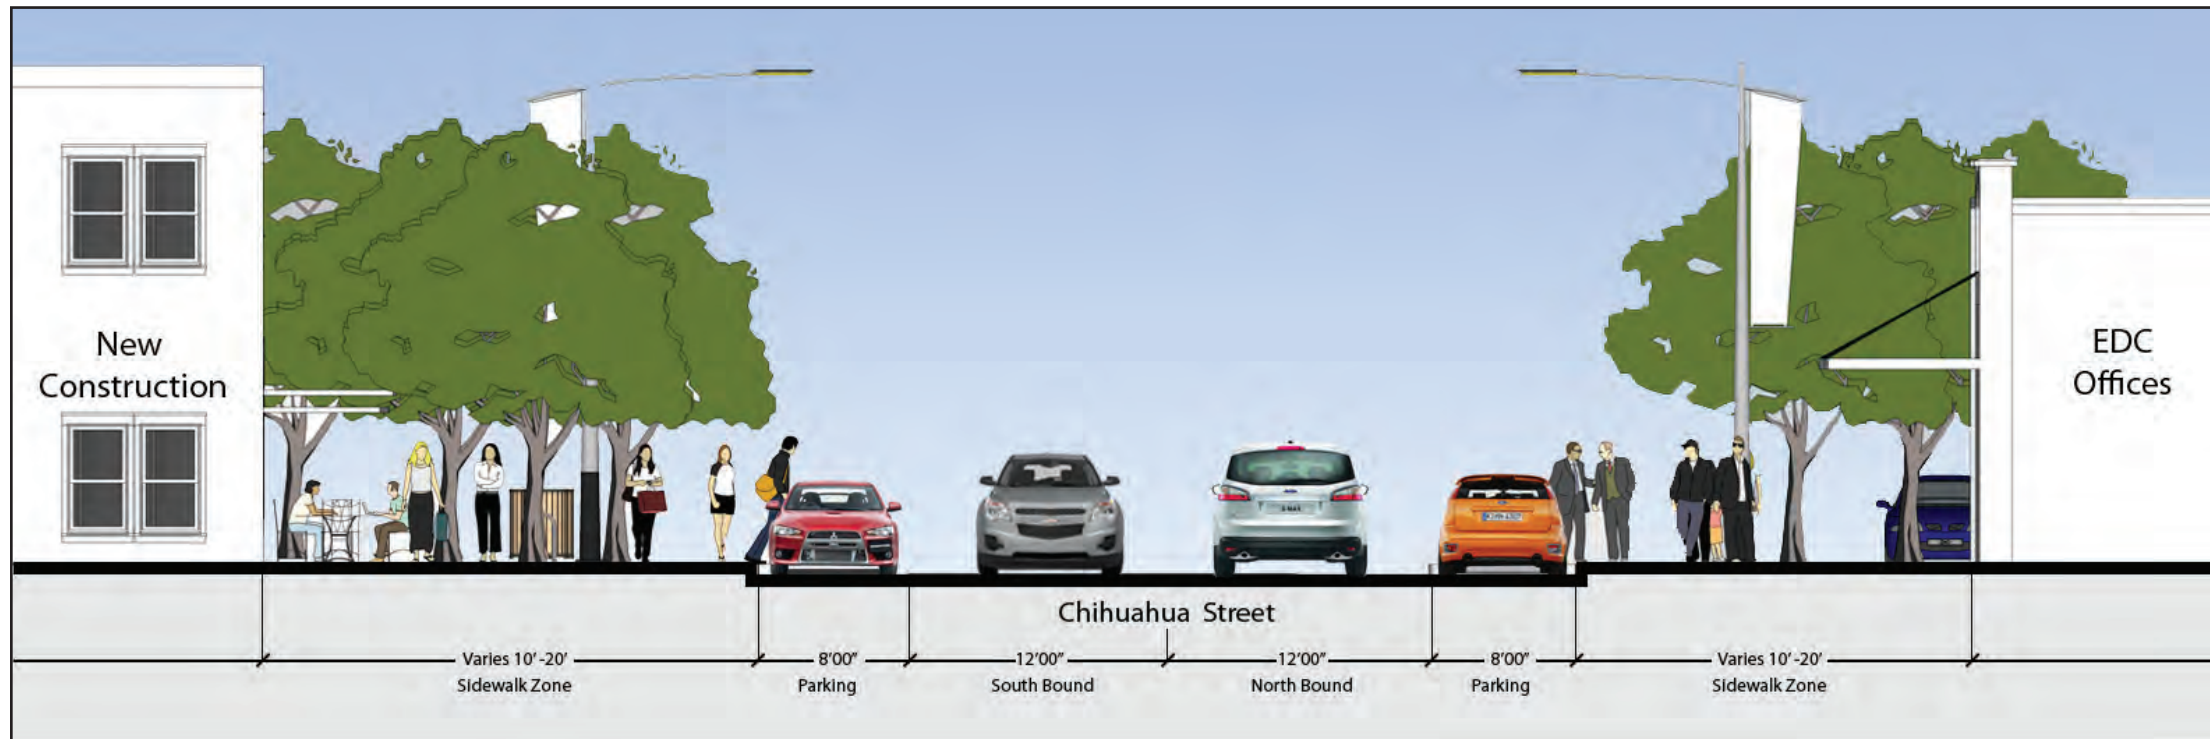 New
Construction
EDC
Offices
Chihuahua Street
Varies 10' -20'
8'00"
12'00"
12'00"
8'00"
Varies 10' -20'
Sidewalk Zone
Parking
South Bound
North Bound
Parking
Sidewalk Zone